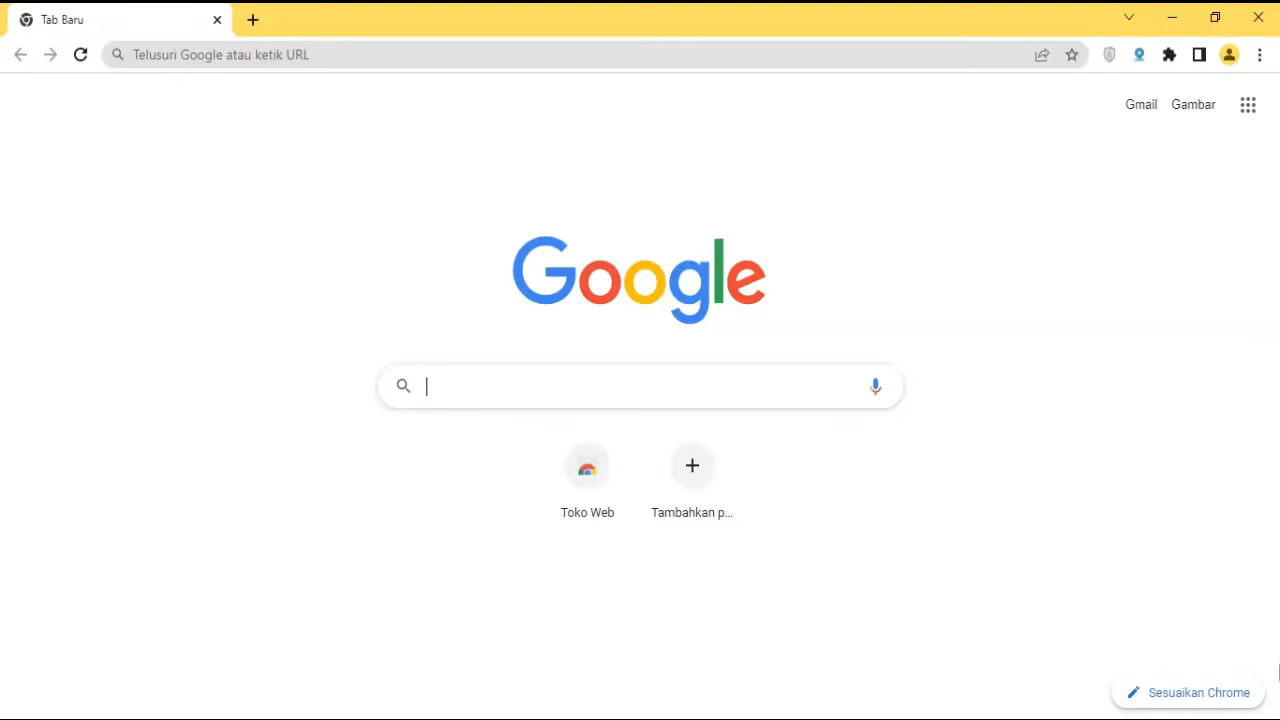 Tab Baru
Telusuri Google atau ketik URL
Gmail Gambar
Google
Toko Web Tambahkan p...
Sesuaikan Chrome